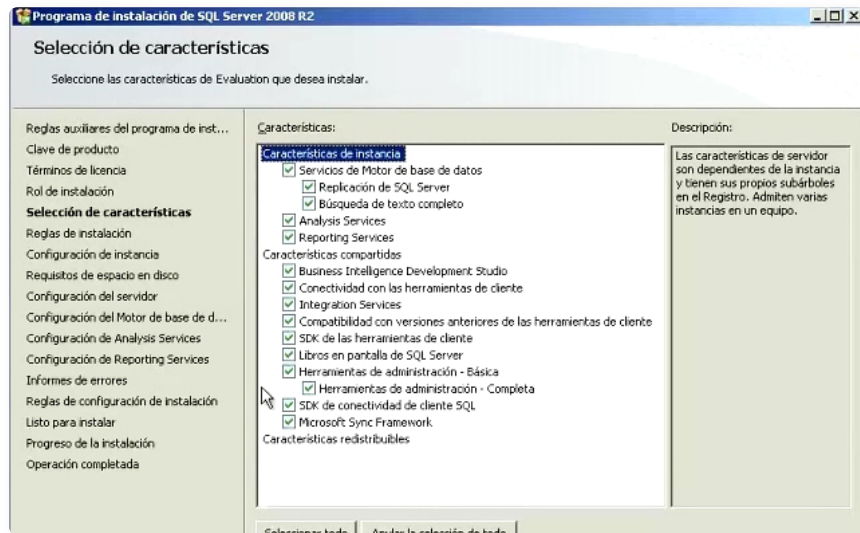 Programa de instalación de SQL Server 2008 R2
Selección de características
Seleccione las características de Evaluation que desea instalar.
Reglas auxiliares del programa de inst...
Clave de producto
Términos de licencia
Rol de instalación
Selección de características
Reglas de instalación
Configuración de instancia
Requisitos de espacio en disco
Configuración del servidor
Configuración del Motor de base de d...
Configuración de Analysis Services
Configuración de Reporting Services
Informes de errores
Reglas de configuración de instalación
Listo para instalar
Progreso de la instalación
Operación completada
Características:
Características de instancia
Servicios de Motor de base de datos
Replicación de SQL Server
Búsqueda de texto completo
Analysis Services
Reporting Services
Características compartidas
Business Intelligence Development Studio
Conectividad con las herramientas de cliente
Integration Services
Compatibilidad con versiones anteriores de las herramientas de cliente
SDK de las herramientas de cliente
Libros en pantalla de SQL Server
Herramientas de administración - Básica
Herramientas de administración - Completa
SDK de conectividad de cliente SQL
Microsoft Sync Framework
Características redistribuibles
Descripción:
Las características de servidor
son dependientes de la instancia
y tienen sus propios subárboles
en el Registro. Admiten varias
instancias en un equipo.
Seleccionar todo
Anular la selección de todo